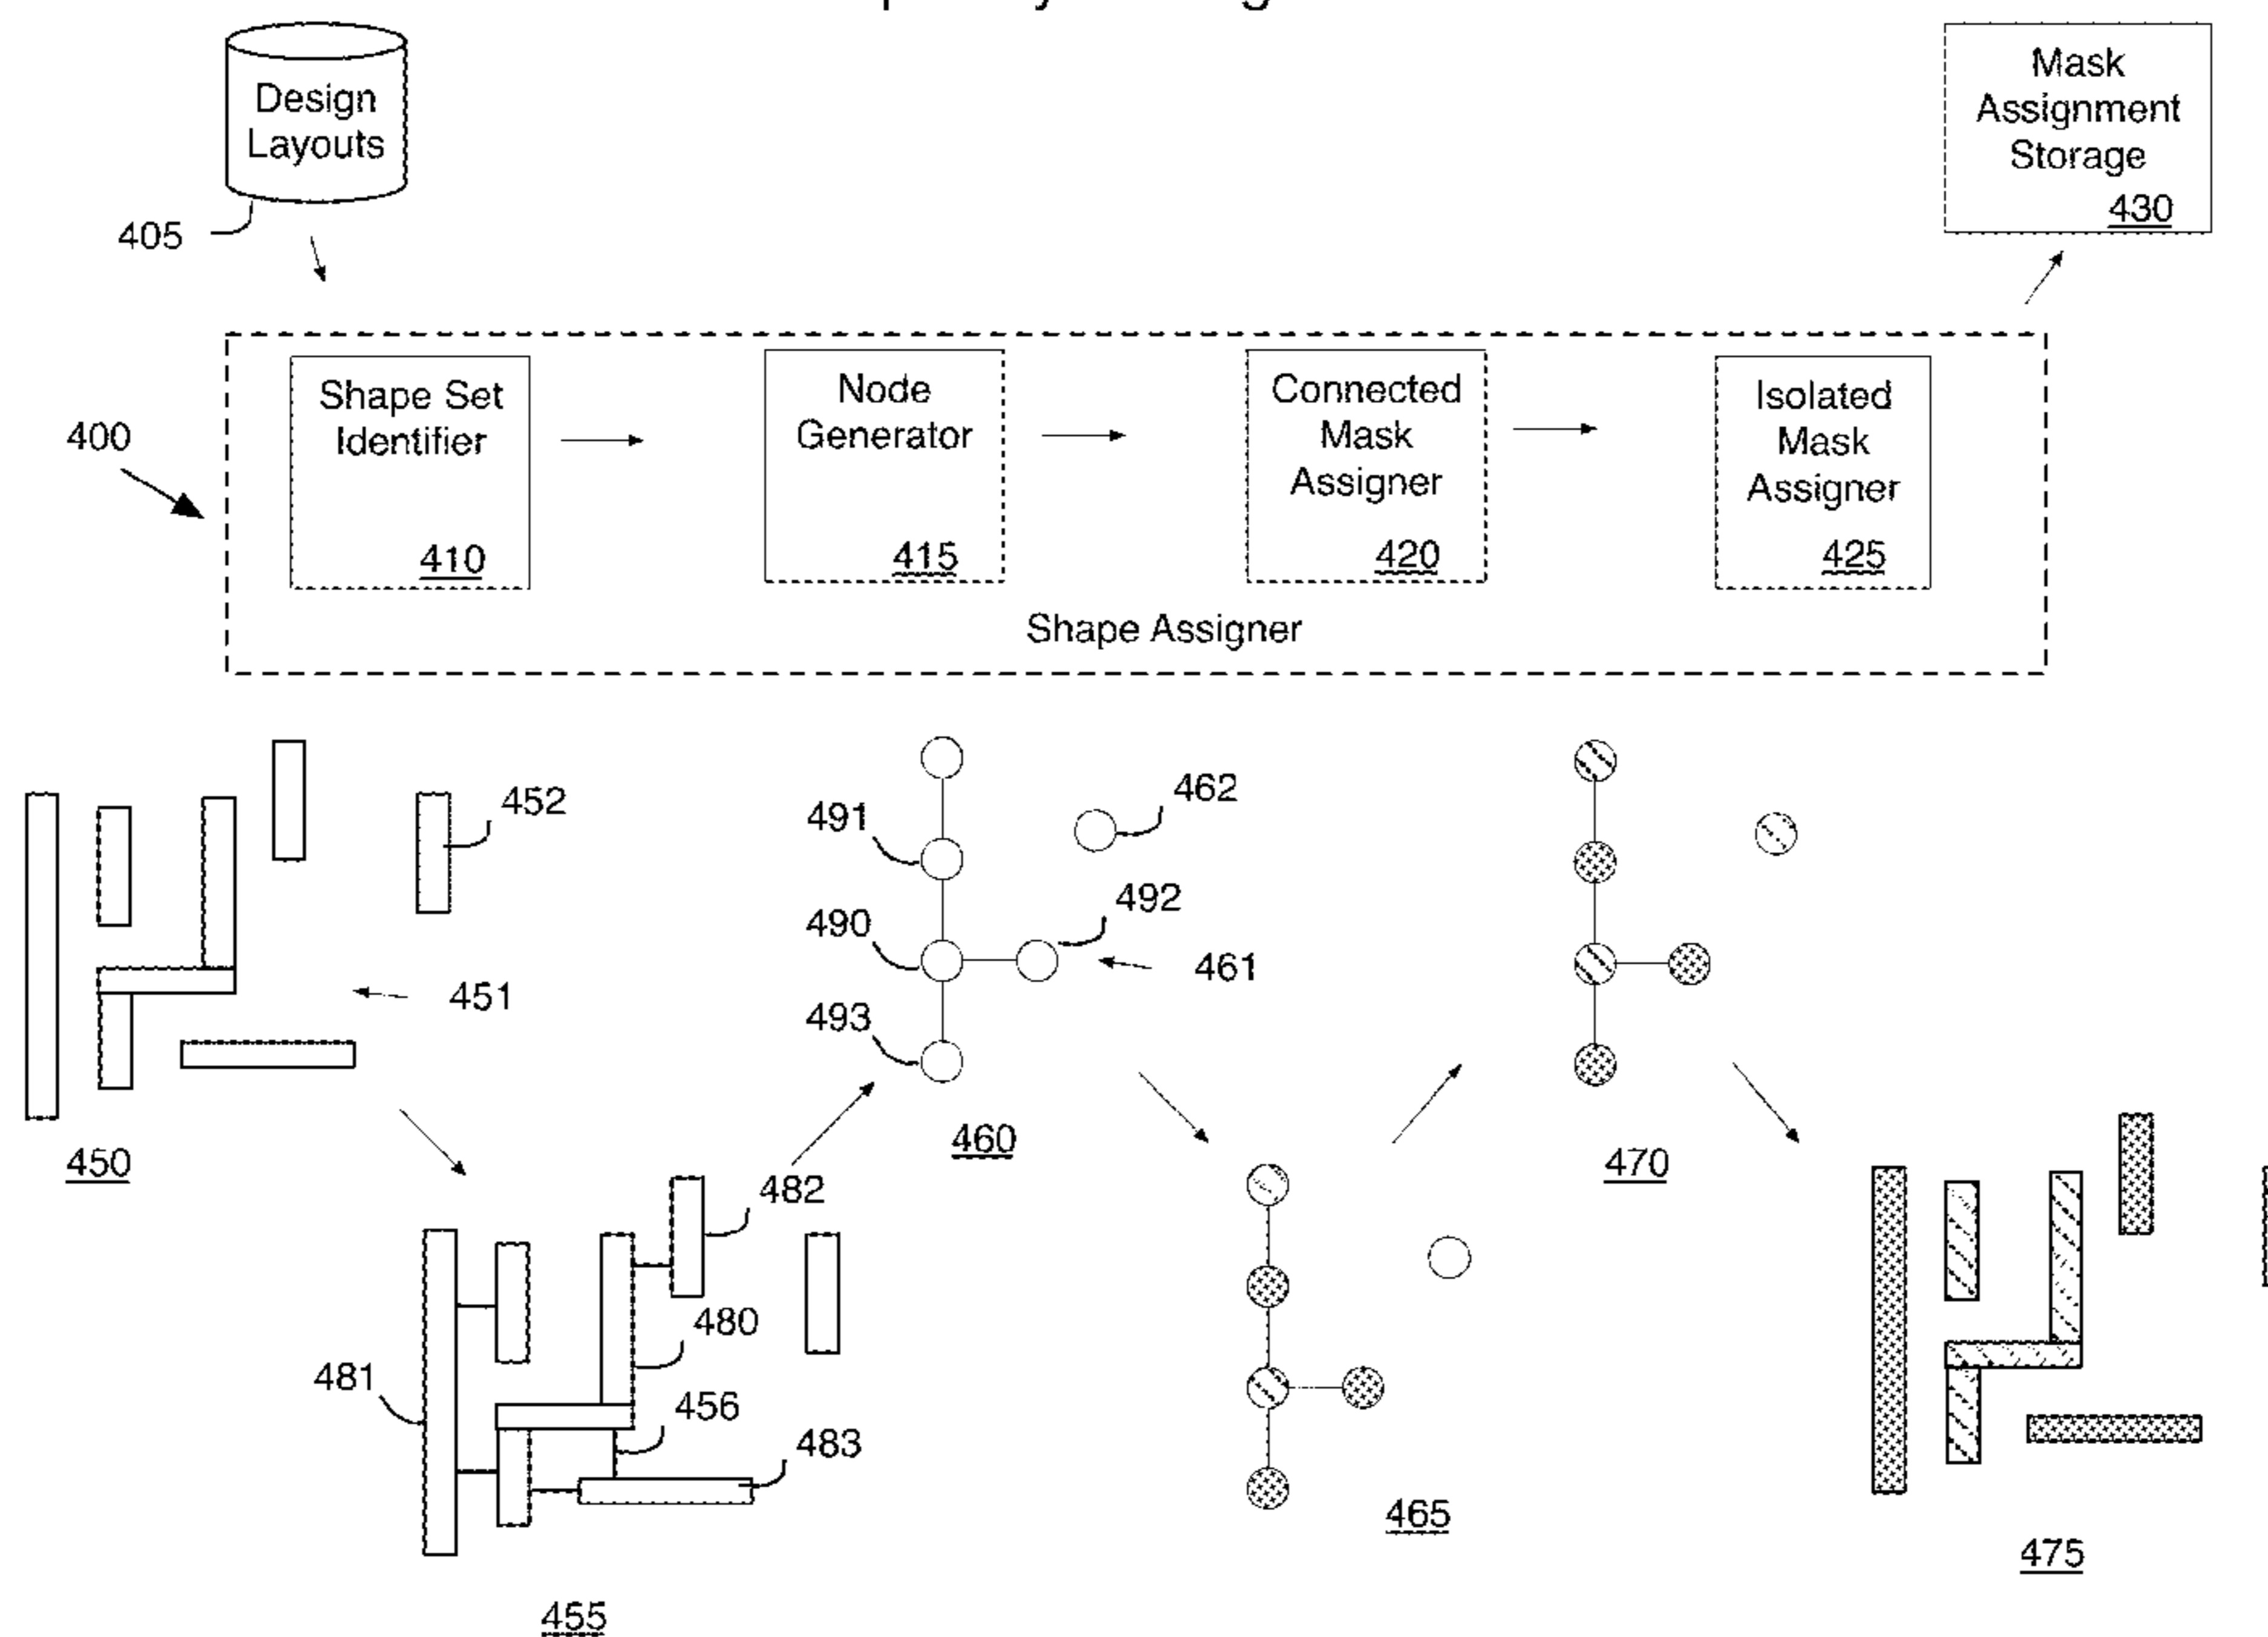 Design
Layouts
405
Mask
Assignment
Storage
430
400
Shape Set
Identifier
410
Node
Generator
415
Connected
Mask
Assigner
420
Isolated
Mask
Assigner
425
Shape Assigner
452
451
450
491
462
490
492
461
493
460
470
482
480
481
456
483
455
465
475